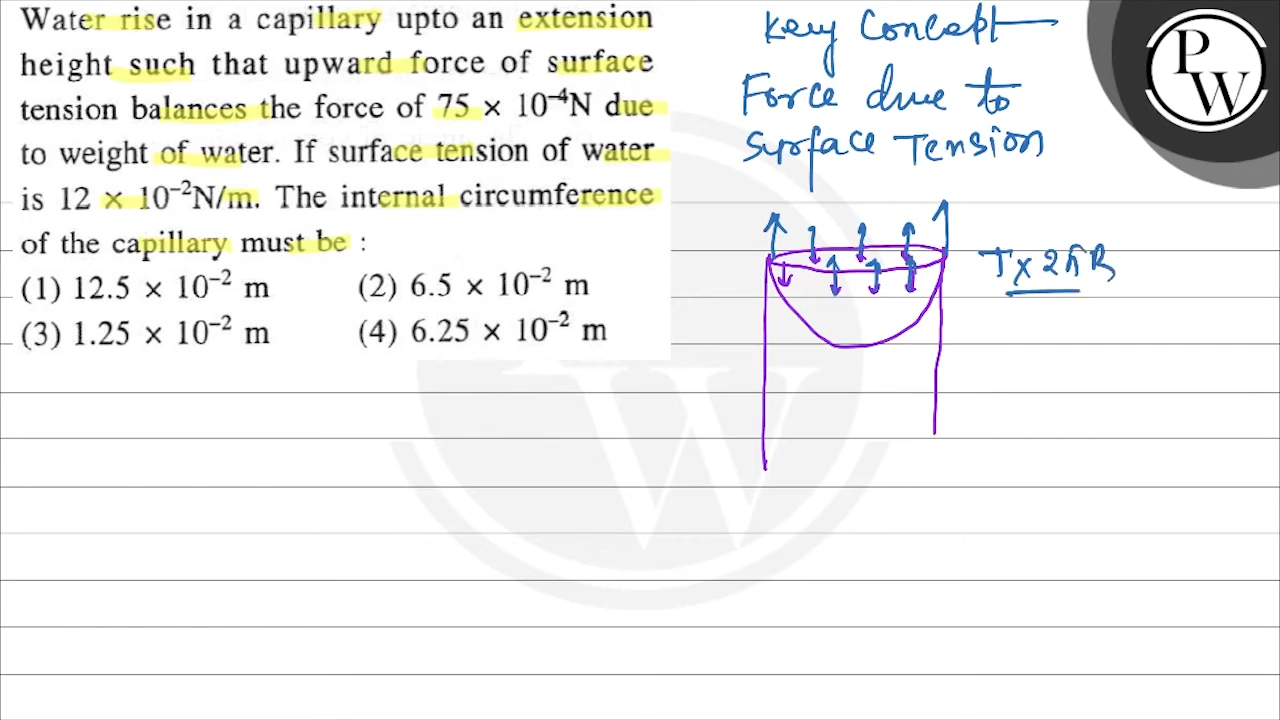 Water rise in a capillary upto an extension
height such that upward force of surface
tension balances the force of 75 × 10⁻⁴N due
to weight of water. If surface tension of water
is 12 × 10⁻²N/m. The internal circumference
of the capillary must be :
(1) 12.5 × 10⁻² m (2) 6.5 × 10⁻² m
(3) 1.25 × 10⁻² m (4) 6.25 × 10⁻² m
Key Concept
Force due to
Surface Tension
T × 2πR
P
W